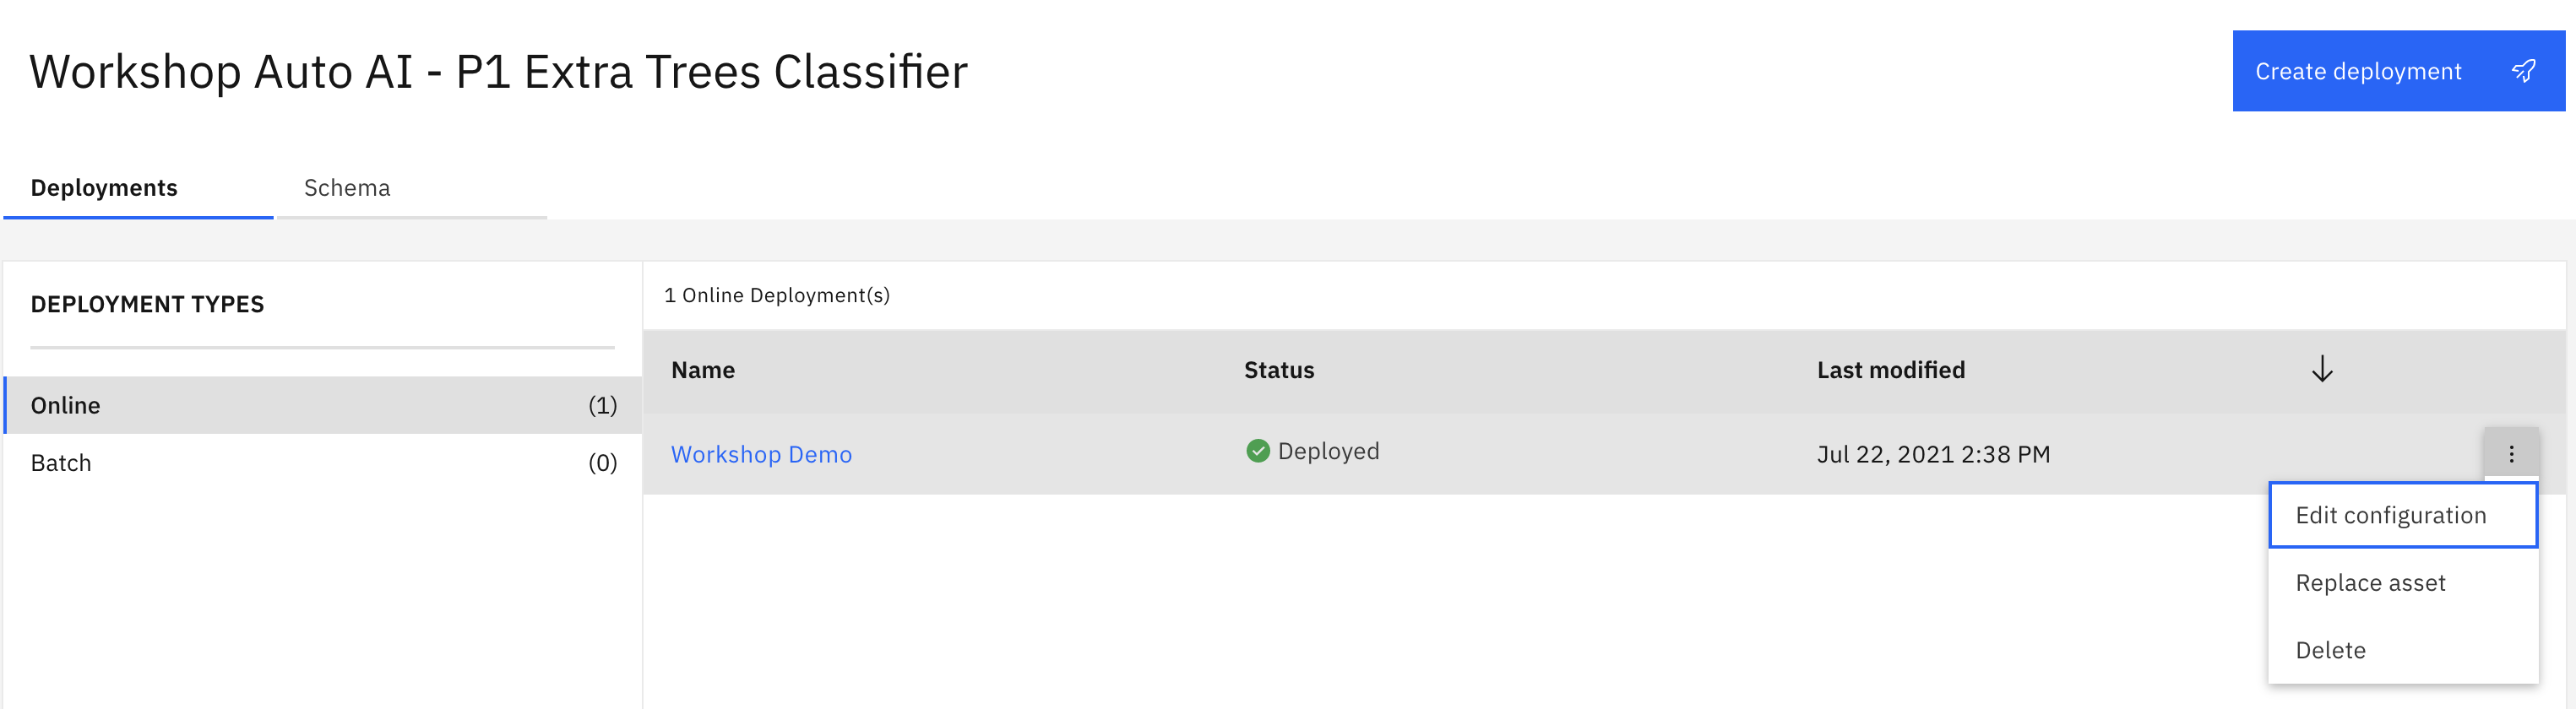 Workshop Auto AI - P1 Extra Trees Classifier
Create deployment
Deployments
Schema
DEPLOYMENT TYPES
Online (1)
Batch (0)
1 Online Deployment(s)
Name Status Last modified
Workshop Demo Deployed Jul 22, 2021 2:38 PM
Edit configuration
Replace asset
Delete